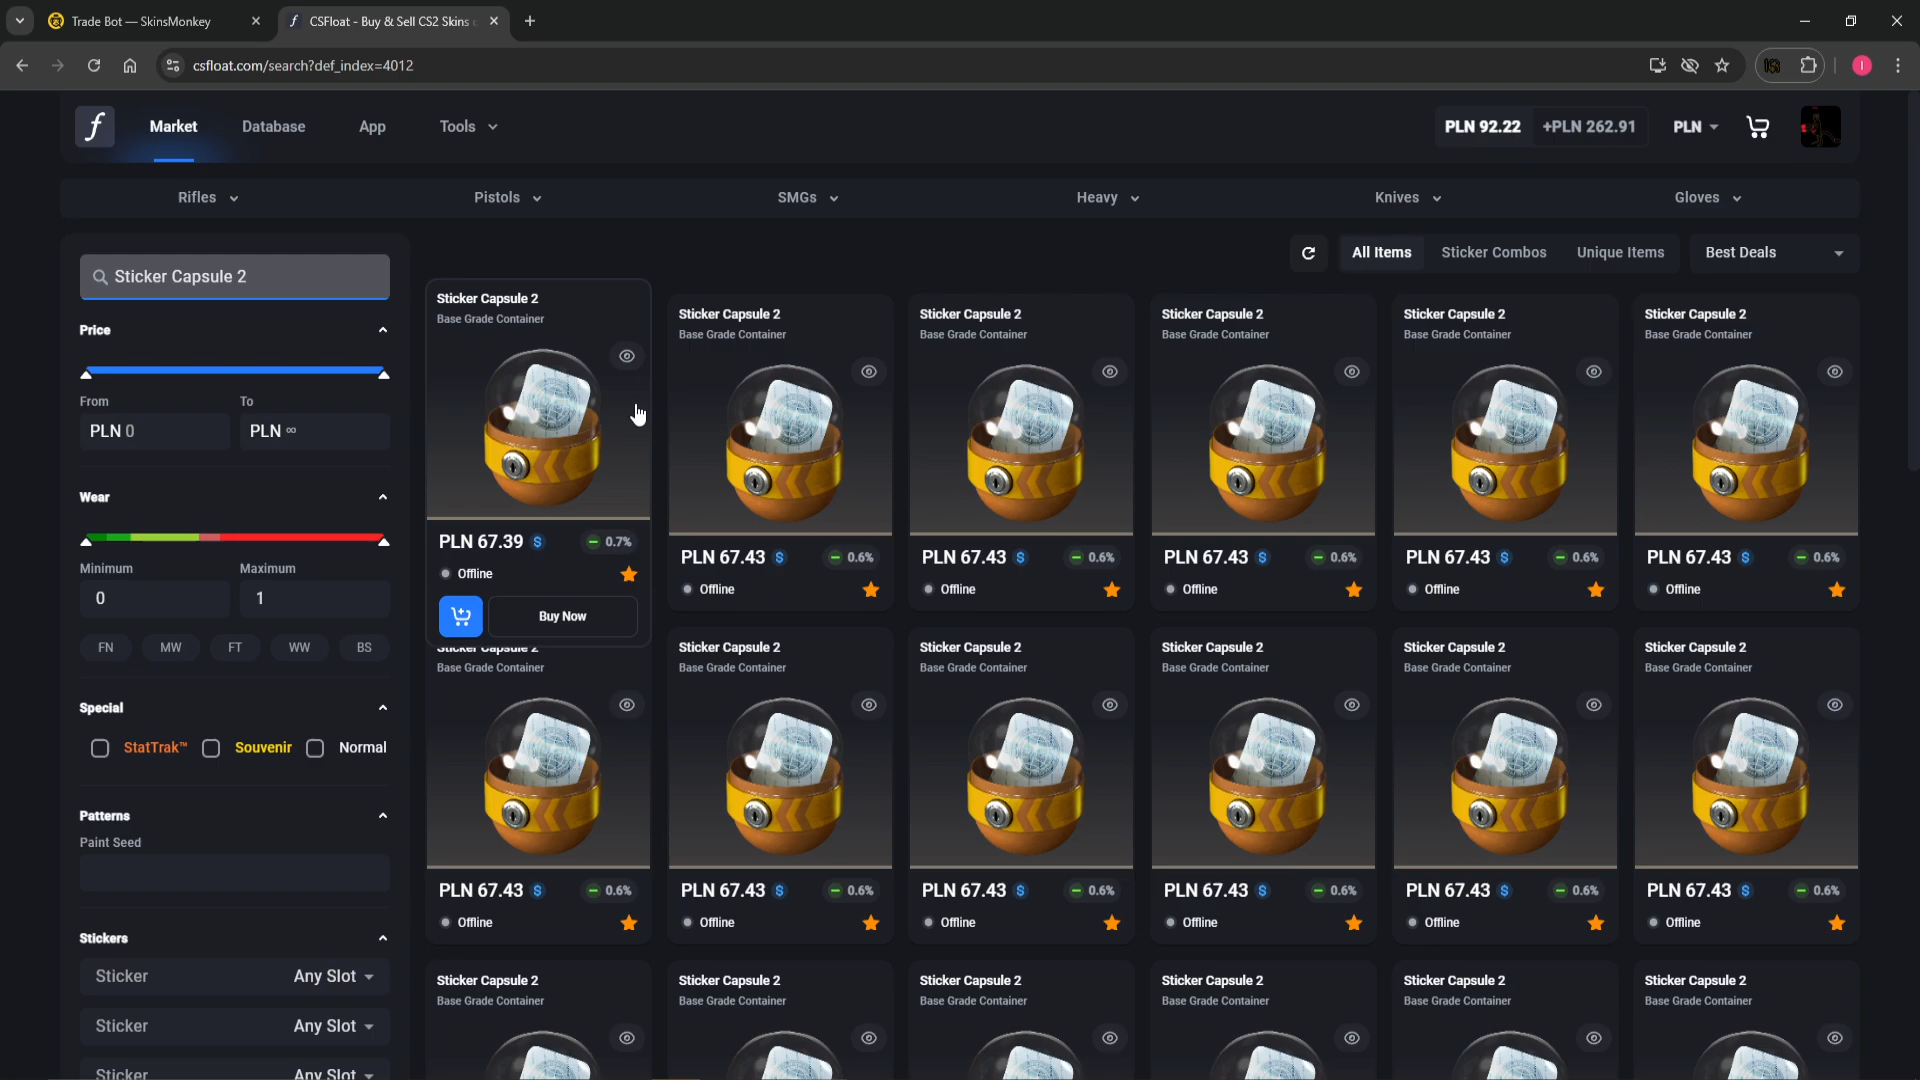 Trade Bot — SkinsMonkey
CSFloat - Buy & Sell CS2 Skins
csfloat.com/search?def_index=4012
Market
Database
App
Tools
PLN 92.22
+PLN 262.91
PLN
Rifles
Pistols
SMGs
Heavy
Knives
Gloves
Sticker Capsule 2
All Items
Sticker Combos
Unique Items
Best Deals
Price
From
To
PLN 0
PLN ∞
Wear
Minimum
Maximum
0
1
FN
MW
FT
WW
BS
Special
StatTrak™
Souvenir
Normal
Patterns
Paint Seed
Stickers
Sticker
Any Slot
Sticker
Any Slot
Sticker
Any Slot
Sticker Capsule 2
Base Grade Container
PLN 67.39
0.7%
Offline
Buy Now
Sticker Capsule 2
Base Grade Container
PLN 67.43
0.6%
Offline
Sticker Capsule 2
Base Grade Container
PLN 67.43
0.6%
Offline
Sticker Capsule 2
Base Grade Container
PLN 67.43
0.6%
Offline
Sticker Capsule 2
Base Grade Container
PLN 67.43
0.6%
Offline
Sticker Capsule 2
Base Grade Container
PLN 67.43
0.6%
Offline
Sticker Capsule 2
Base Grade Container
PLN 67.43
0.6%
Offline
Sticker Capsule 2
Base Grade Container
PLN 67.43
0.6%
Offline
Sticker Capsule 2
Base Grade Container
PLN 67.43
0.6%
Offline
Sticker Capsule 2
Base Grade Container
PLN 67.43
0.6%
Offline
Sticker Capsule 2
Base Grade Container
PLN 67.43
0.6%
Offline
Sticker Capsule 2
Base Grade Container
PLN 67.43
0.6%
Offline
Sticker Capsule 2
Base Grade Container
Sticker Capsule 2
Base Grade Container
Sticker Capsule 2
Base Grade Container
Sticker Capsule 2
Base Grade Container
Sticker Capsule 2
Base Grade Container
Sticker Capsule 2
Base Grade Container